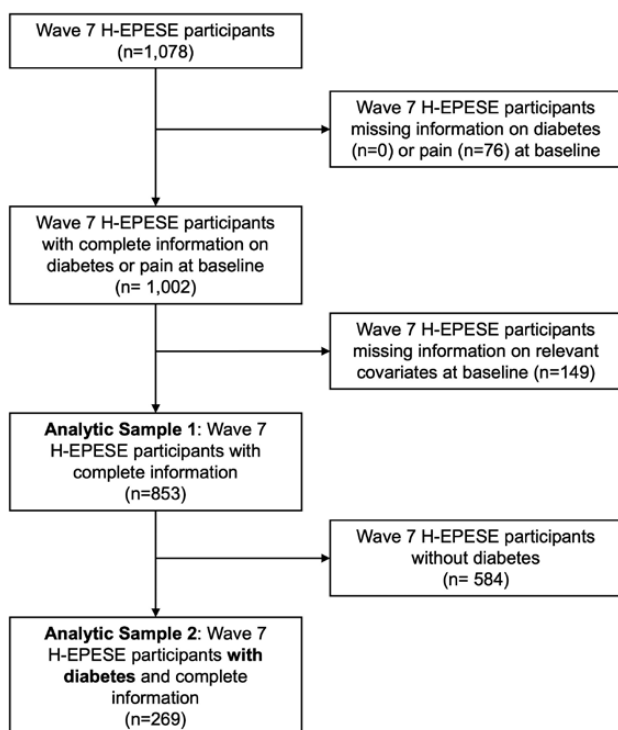 Wave 7 H-EPESE participants
(n=1,078)
Wave 7 H-EPESE participants
missing information on diabetes
(n=0) or pain (n=76) at baseline
Wave 7 H-EPESE participants
with complete information on
diabetes or pain at baseline
(n= 1,002)
Wave 7 H-EPESE participants
missing information on relevant
covariates at baseline (n=149)
Analytic Sample 1: Wave 7
H-EPESE participants with
complete information
(n=853)
Wave 7 H-EPESE participants
without diabetes
(n= 584)
Analytic Sample 2: Wave 7
H-EPESE participants with
diabetes and complete
information
(n=269)